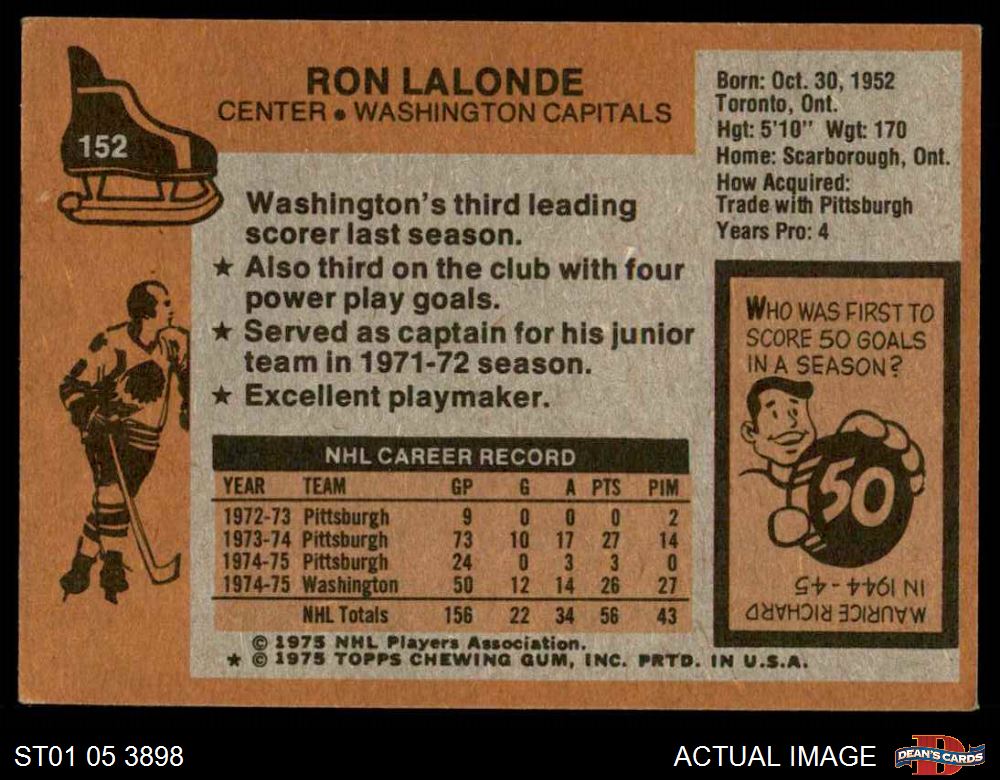 152
RON LALONDE
CENTER • WASHINGTON CAPITALS
Born: Oct. 30, 1952
Toronto, Ont.
Hgt: 5'10" Wgt: 170
Home: Scarborough, Ont.
How Acquired:
Trade with Pittsburgh
Years Pro: 4
Washington's third leading
scorer last season.
★ Also third on the club with four
power play goals.
★ Served as captain for his junior
team in 1971-72 season.
★ Excellent playmaker.
NHL CAREER RECORD
YEAR TEAM GP G A PTS PIM
1972-73 Pittsburgh 9 0 0 0 2
1973-74 Pittsburgh 73 10 17 27 14
1974-75 Pittsburgh 24 0 3 3 0
1974-75 Washington 50 12 14 26 27
NHL Totals 156 22 34 56 43
© 1975 NHL Players Association.
★ © 1975 TOPPS CHEWING GUM, INC. PRTD. IN U.S.A.
WHO WAS FIRST TO
SCORE 50 GOALS
IN A SEASON?
50
MAURICE RICHARD
IN 1944-45
ST01 05 3898
ACTUAL IMAGE
DEAN'S CARDS